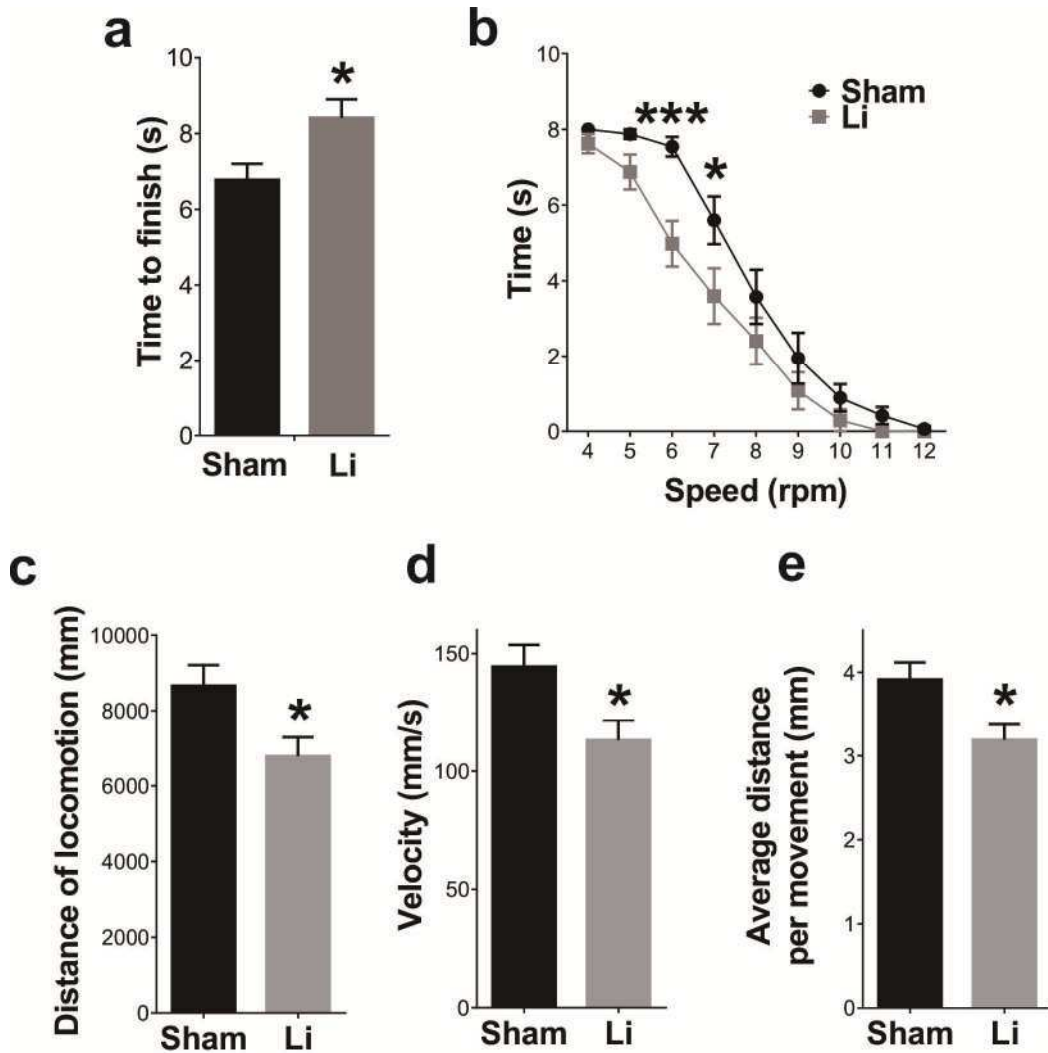 a
Time to finish (s)
10
8
6
4
2
0
*
Sham Li
b
Time (s)
10
8
6
4
2
0
***
*
Sham
Li
4 5 6 7 8 9 10 11 12
Speed (rpm)
c
Distance of locomotion (mm)
10000
8000
6000
4000
2000
0
*
Sham Li
d
Velocity (mm/s)
150
100
50
0
*
Sham Li
e
Average distance
per movement (mm)
4
3
2
1
0
*
Sham Li